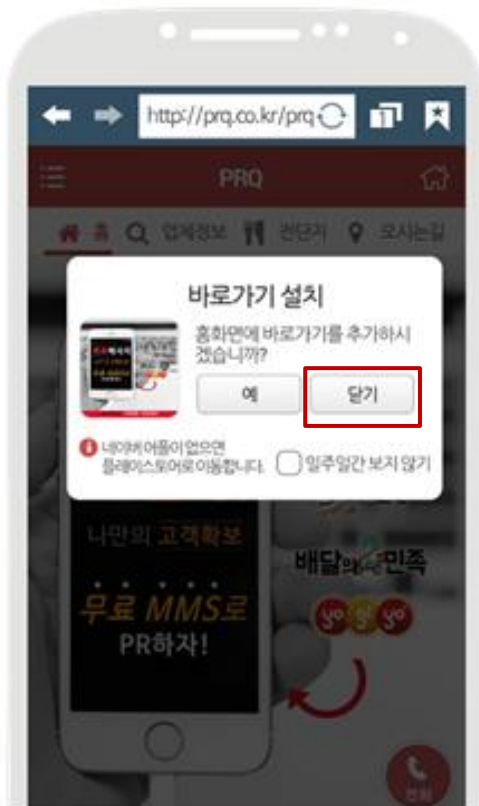 http://prq.co.kr/prq
1
PRQ
홈 업체정보 전단지 오시는길
바로가기 설치
홈화면에 바로가기를 추가하시
겠습니까?
예 닫기
네이버 어플이 없으면
플레이스토어로 이동합니다.
일주일간 보지 않기
나만의 고객확보
배달의민족
무료 MMS로
yo gi yo
PR하자!
전화